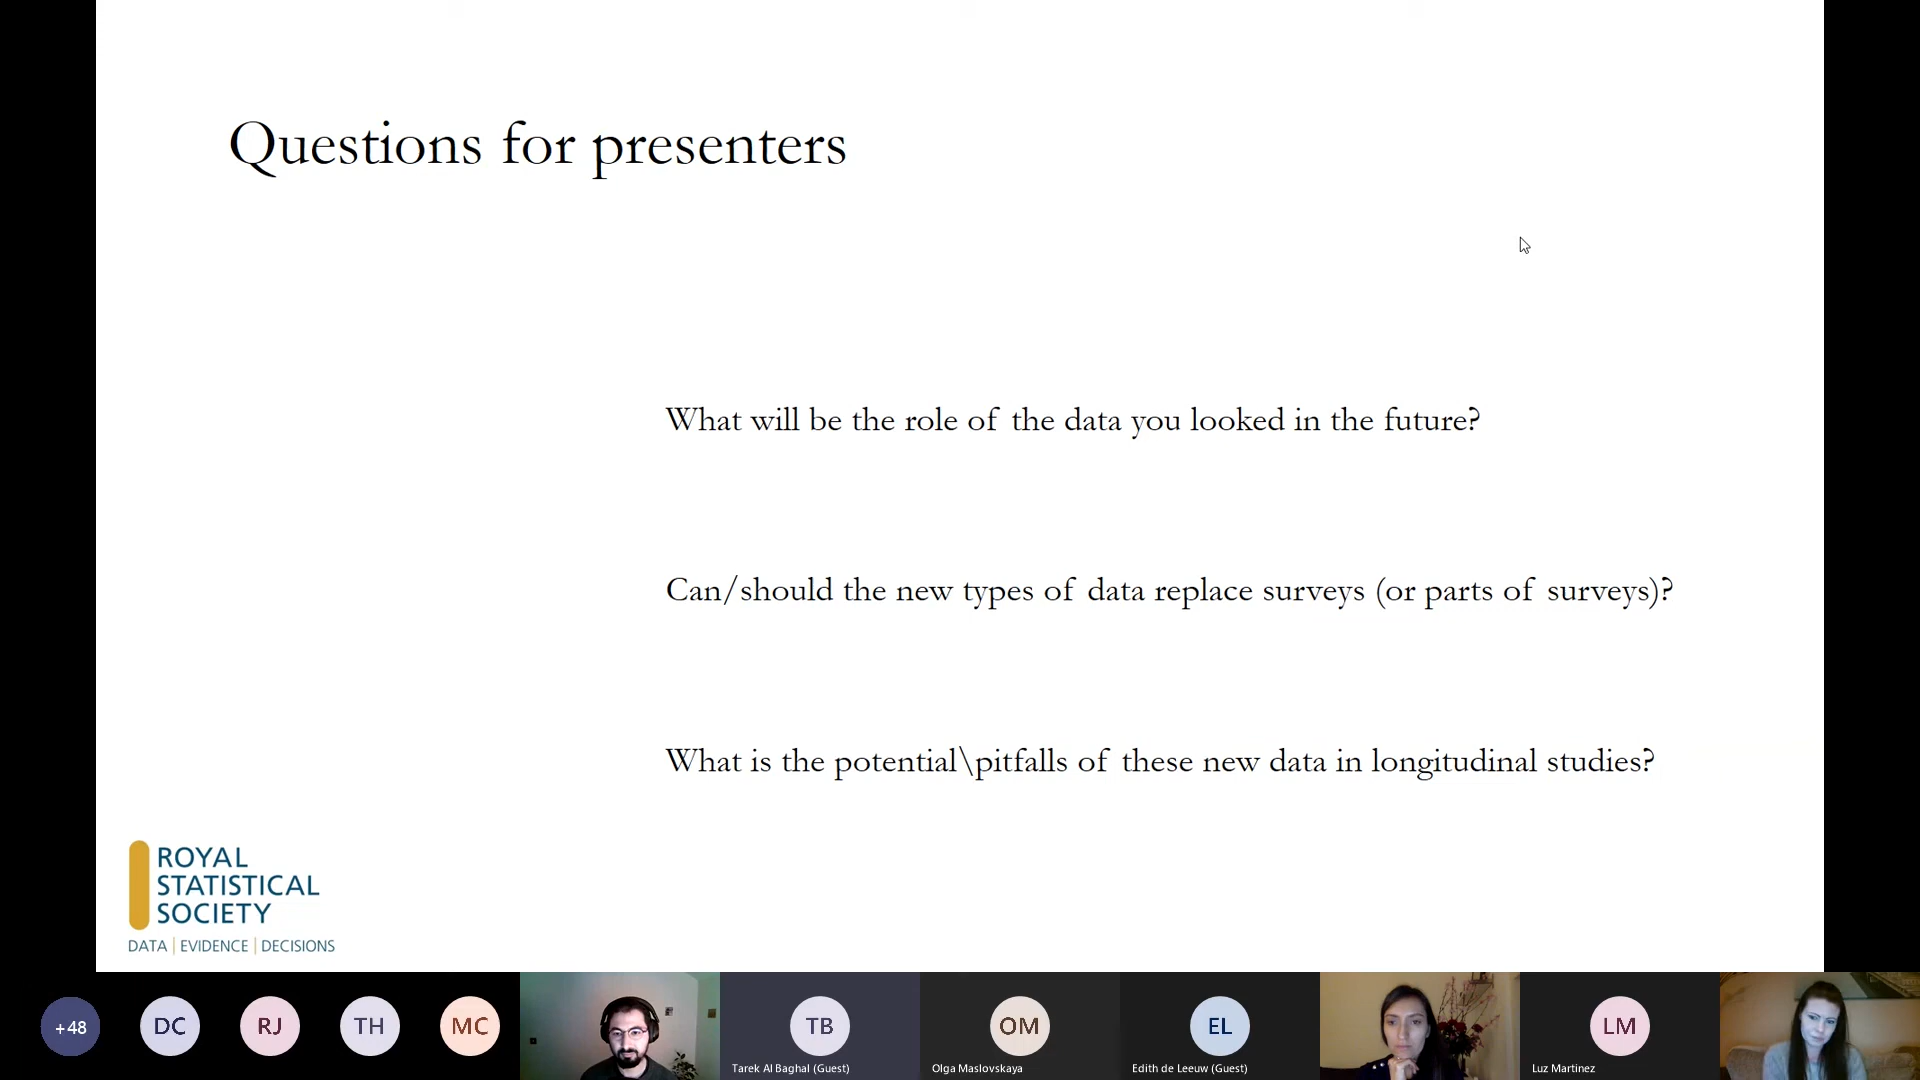 Questions for presenters
What will be the role of the data you looked in the future?
Can/should the new types of data replace surveys (or parts of surveys)?
What is the potential\pitfalls of these new data in longitudinal studies?
ROYAL
STATISTICAL
SOCIETY
DATA | EVIDENCE | DECISIONS
+48
DC
RJ
TH
MC
TB
Tarek Al Baghal (Guest)
OM
Olga Maslovskaya
EL
Edith de Leeuw (Guest)
LM
Luz Martinez